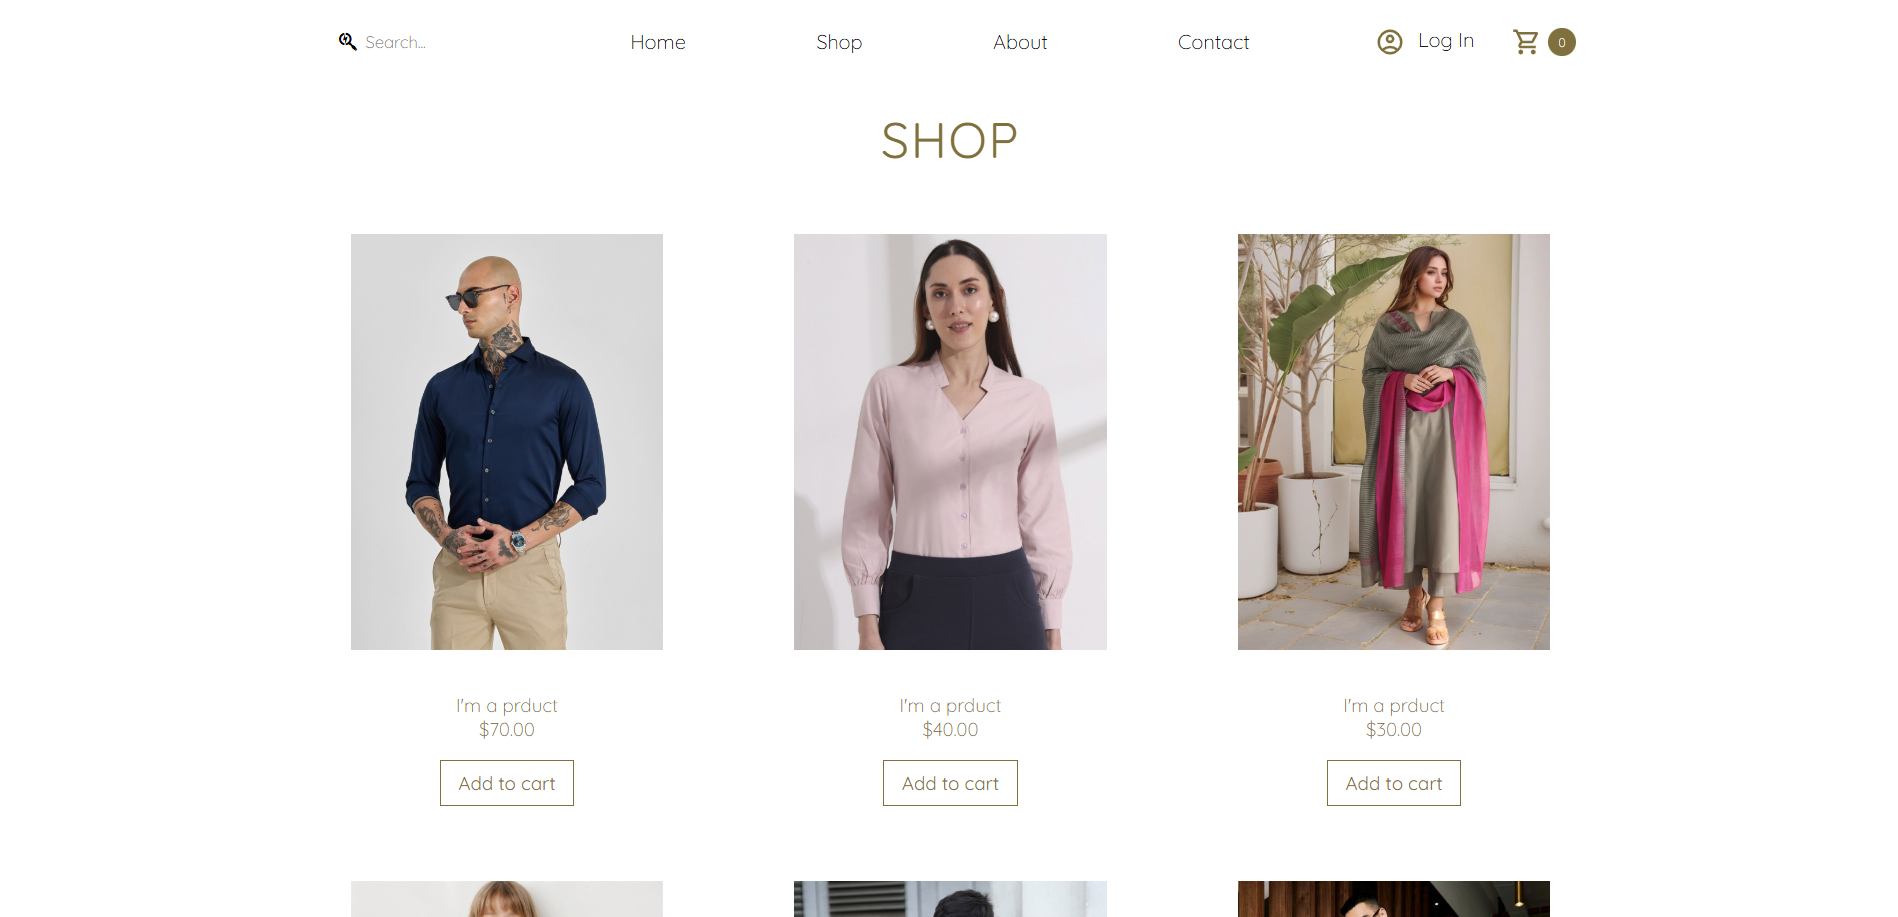 Search...
Home
Shop
About
Contact
Log In
0
SHOP
I'm a prduct
$70.00
Add to cart
I'm a prduct
$40.00
Add to cart
I'm a prduct
$30.00
Add to cart